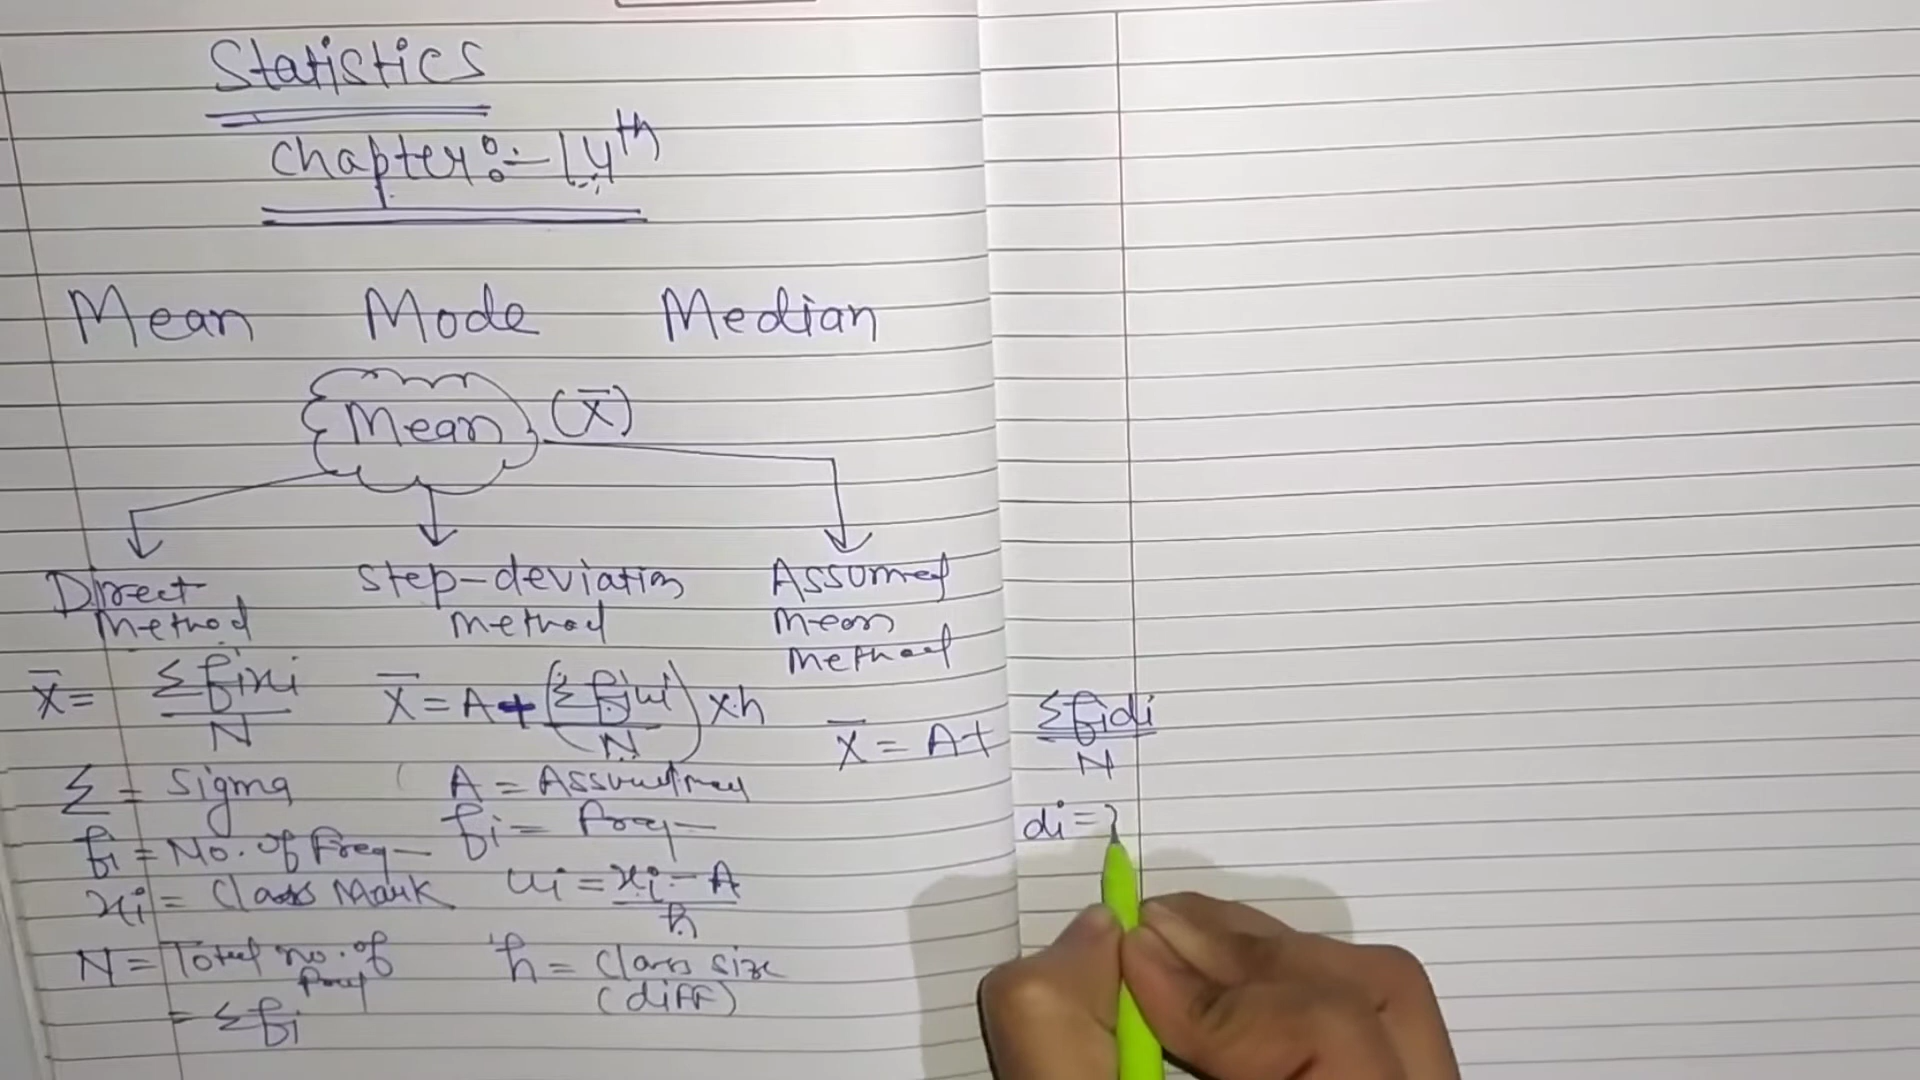 Statistics
Chapter:- 14th
Mean Mode Median
Mean (x̄)
Direct Method
Step-deviation Method
Assumed Mean Method
x̄ = Σfixi / N
x̄ = A + (Σfiui / N) x h
x̄ = A + Σfidi / N
Σ = Sigma
fi = No. of freq-
xi = Class Mark
N = Total no. of
= Σfi
A = Assumed
fi = freq-
ui = xi - A / h
h = Class size
(diff)
di =